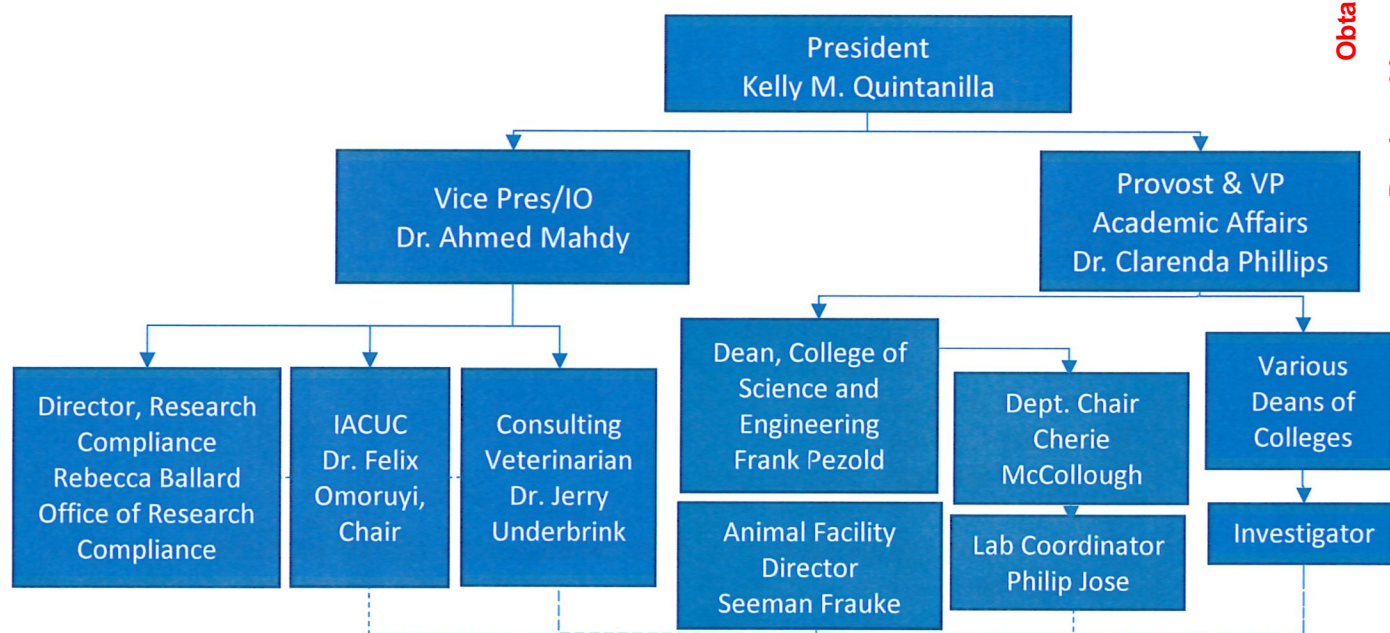 President
Kelly M. Quintanilla
Vice Pres/IO
Dr. Ahmed Mahdy
Provost & VP
Academic Affairs
Dr. Clarenda Phillips
Director, Research
Compliance
Rebecca Ballard
Office of Research
Compliance
IACUC
Dr. Felix
Omoruyi,
Chair
Consulting
Veterinarian
Dr. Jerry
Underbrink
Dean, College of
Science and
Engineering
Frank Pezold
Dept. Chair
Cherie
McCollough
Various
Deans of
Colleges
Animal Facility
Director
Seeman Frauke
Lab Coordinator
Philip Jose
Investigator
Obta